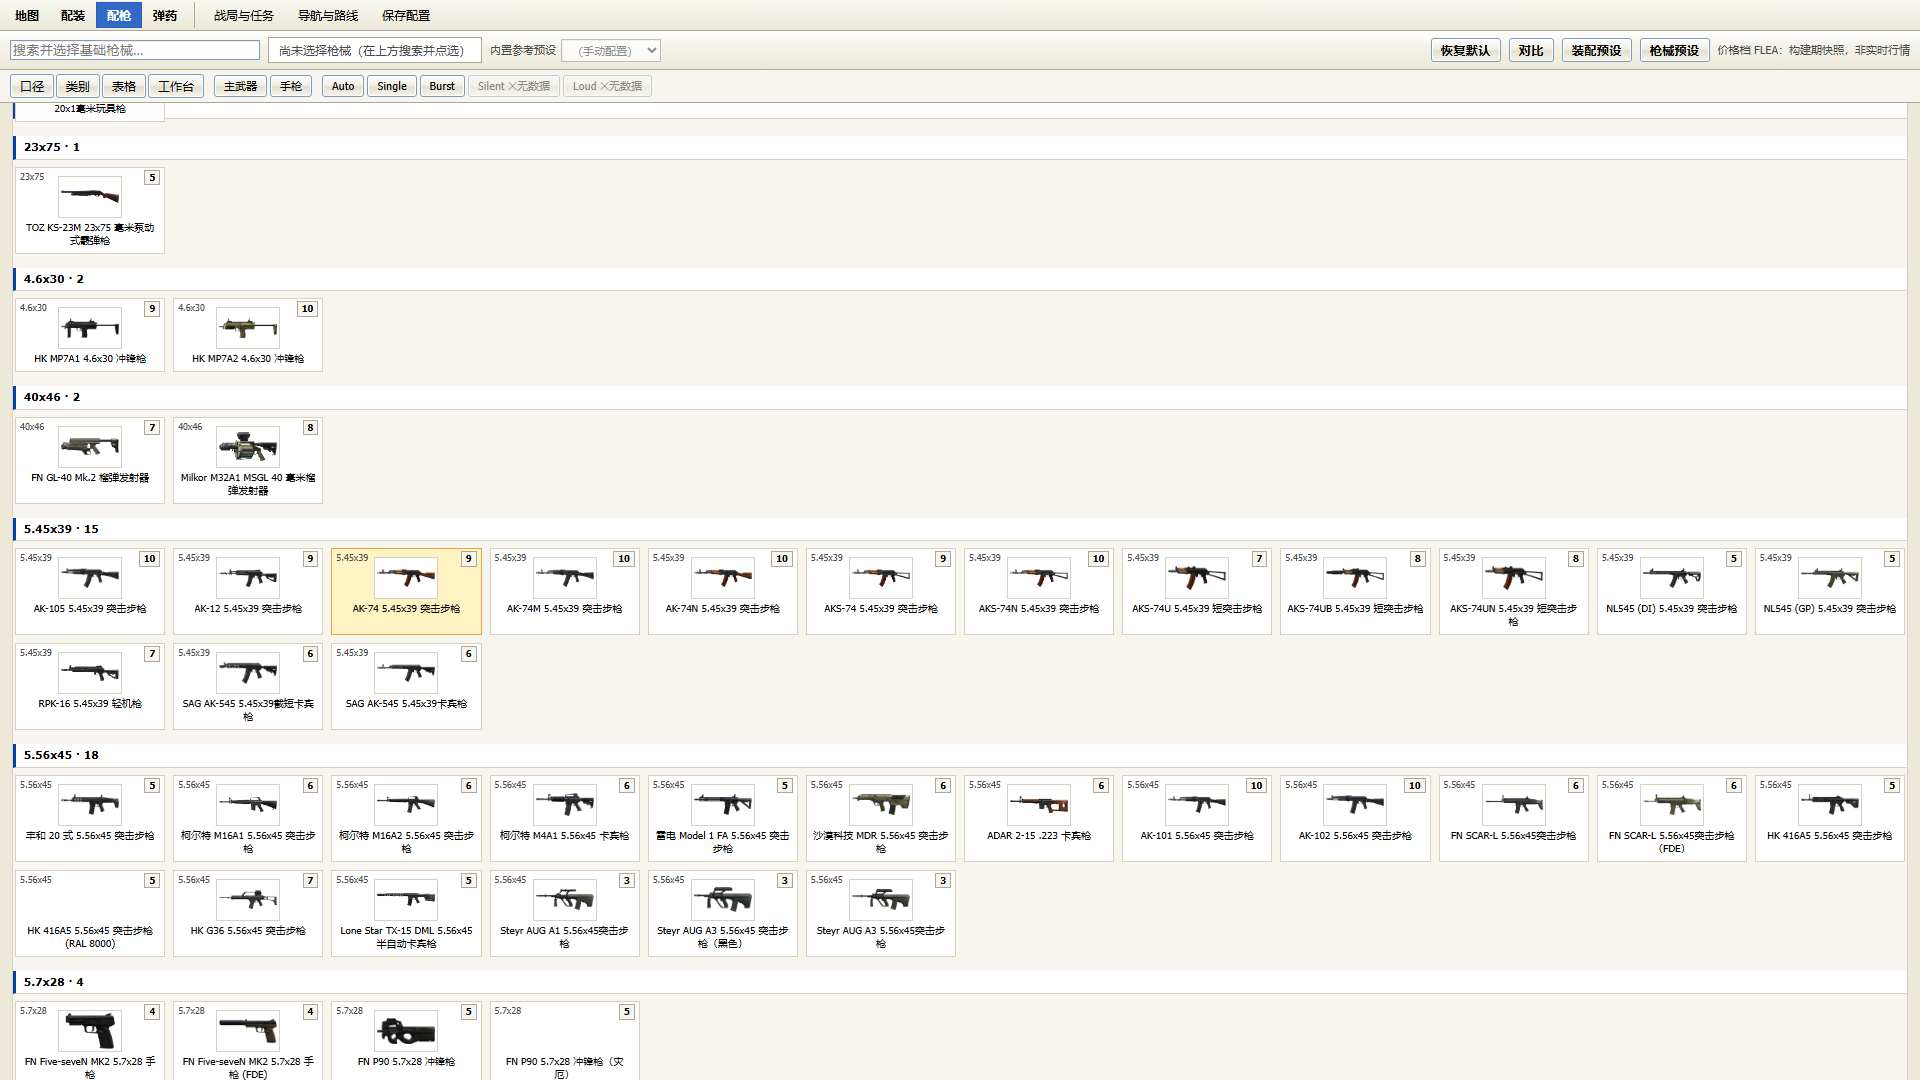 地图 配装 配枪 弹药 战局与任务 导航与路线 保存配置
搜索并选择基础枪械... 尚未选择枪械（在上方搜索并点选） 内置参考预设 （手动配置） 恢复默认 对比 装配预设 枪械预设 价格档 FLEA：构建期快照，非实时行情
口径 类别 表格 工作台 主武器 手枪 Auto Single Burst Silent ╳无数据 Loud ╳无数据
20x1毫米玩具枪
23x75 · 1
23x75 5
TOZ KS-23M 23x75 毫米泵动
式霰弹枪
4.6x30 · 2
4.6x30 9 4.6x30 10
HK MP7A1 4.6x30 冲锋枪 HK MP7A2 4.6x30 冲锋枪
40x46 · 2
40x46 7 40x46 8
FN GL-40 Mk.2 榴弹发射器 Milkor M32A1 MSGL 40 毫米榴
弹发射器
5.45x39 · 15
5.45x39 10 5.45x39 9 5.45x39 9 5.45x39 10 5.45x39 10 5.45x39 9 5.45x39 10 5.45x39 7 5.45x39 8 5.45x39 8 5.45x39 5 5.45x39 5
AK-105 5.45x39 突击步枪 AK-12 5.45x39 突击步枪 AK-74 5.45x39 突击步枪 AK-74M 5.45x39 突击步枪 AK-74N 5.45x39 突击步枪 AKS-74 5.45x39 突击步枪 AKS-74N 5.45x39 突击步枪 AKS-74U 5.45x39 短突击步枪 AKS-74UB 5.45x39 短突击步枪 AKS-74UN 5.45x39 短突击步 NL545 (DI) 5.45x39 突击步枪 NL545 (GP) 5.45x39 突击步枪
枪
5.45x39 7 5.45x39 6 5.45x39 6
RPK-16 5.45x39 轻机枪 SAG AK-545 5.45x39截短卡宾 SAG AK-545 5.45x39卡宾枪
枪
5.56x45 · 18
5.56x45 5 5.56x45 6 5.56x45 6 5.56x45 6 5.56x45 5 5.56x45 6 5.56x45 6 5.56x45 10 5.56x45 10 5.56x45 6 5.56x45 6 5.56x45 5
丰和 20 式 5.56x45 突击步枪 柯尔特 M16A1 5.56x45 突击步 柯尔特 M16A2 5.56x45 突击步 柯尔特 M4A1 5.56x45 卡宾枪 雷电 Model 1 FA 5.56x45 突击 沙漠科技 MDR 5.56x45 突击步 ADAR 2-15 .223 卡宾枪 AK-101 5.56x45 突击步枪 AK-102 5.56x45 突击步枪 FN SCAR-L 5.56x45突击步枪 FN SCAR-L 5.56x45突击步枪 HK 416A5 5.56x45 突击步枪
枪 枪 步枪 枪 （FDE）
5.56x45 5 5.56x45 7 5.56x45 5 5.56x45 3 5.56x45 3 5.56x45 3
HK 416A5 5.56x45 突击步枪 HK G36 5.56x45 突击步枪 Lone Star TX-15 DML 5.56x45 Steyr AUG A1 5.56x45突击步 Steyr AUG A3 5.56x45 突击步 Steyr AUG A3 5.56x45突击步
(RAL 8000) 半自动卡宾枪 枪 枪（黑色） 枪
5.7x28 · 4
5.7x28 4 5.7x28 4 5.7x28 5 5.7x28 5
FN Five-seveN MK2 5.7x28 手 FN Five-seveN MK2 5.7x28 手 FN P90 5.7x28 冲锋枪 FN P90 5.7x28 冲锋枪（灾
枪 枪 (FDE) 厄）